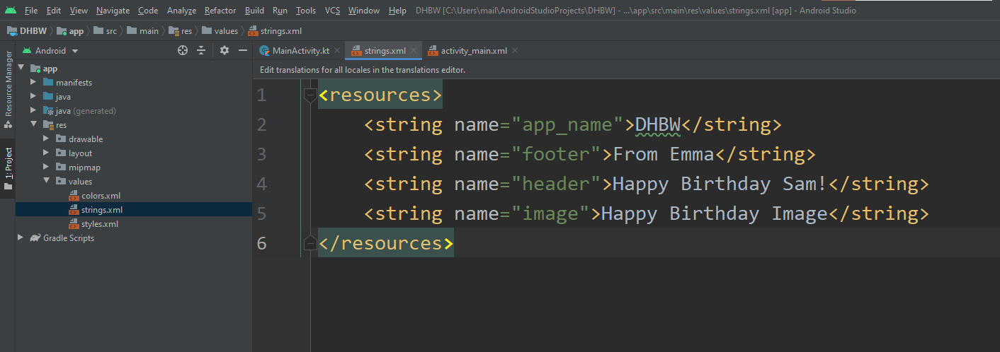 File Edit View Navigate Code Analyze Refactor Build Run Tools VCS Window Help DHBW [C:\Users\mail\AndroidStudioProjects\DHBW] - ...\app\src\main\res\values\strings.xml [app] - Android Studio
DHBW app src main res values strings.xml
Android MainActivity.kt strings.xml activity_main.xml
Resource Manager
1: Project
app
manifests
java
java (generated)
res
drawable
layout
mipmap
values
colors.xml
strings.xml
styles.xml
Gradle Scripts
Edit translations for all locales in the translations editor.
1 <resources>
2 <string name="app_name">DHBW</string>
3 <string name="footer">From Emma</string>
4 <string name="header">Happy Birthday Sam!</string>
5 <string name="image">Happy Birthday Image</string>
6 </resources>